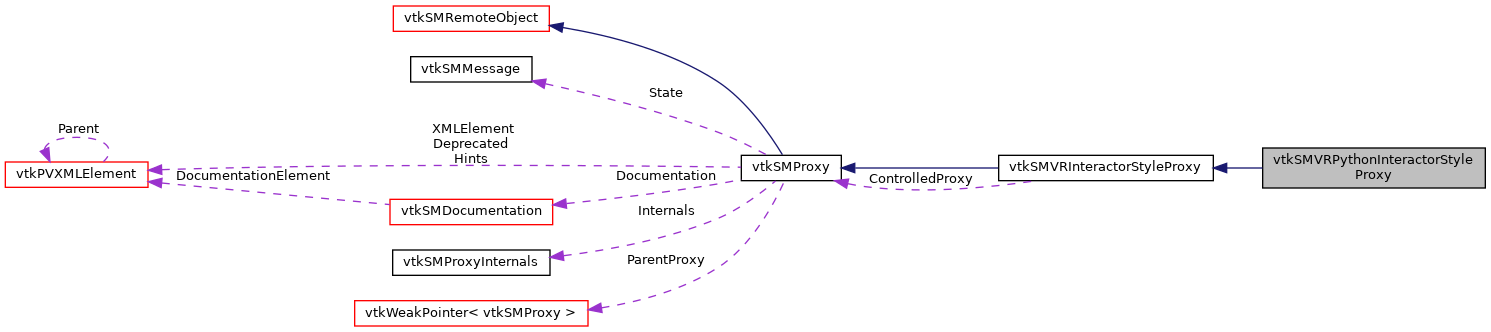 vtkSMRemoteObject
vtkSMMessage
State
Parent
XMLElement
Deprecated
Hints
vtkPVXMLElement
DocumentationElement
Documentation
vtkSMDocumentation
Internals
vtkSMProxyInternals
ParentProxy
vtkWeakPointer< vtkSMProxy >
vtkSMProxy
ControlledProxy
vtkSMVRInteractorStyleProxy
vtkSMVRPythonInteractorStyle
Proxy